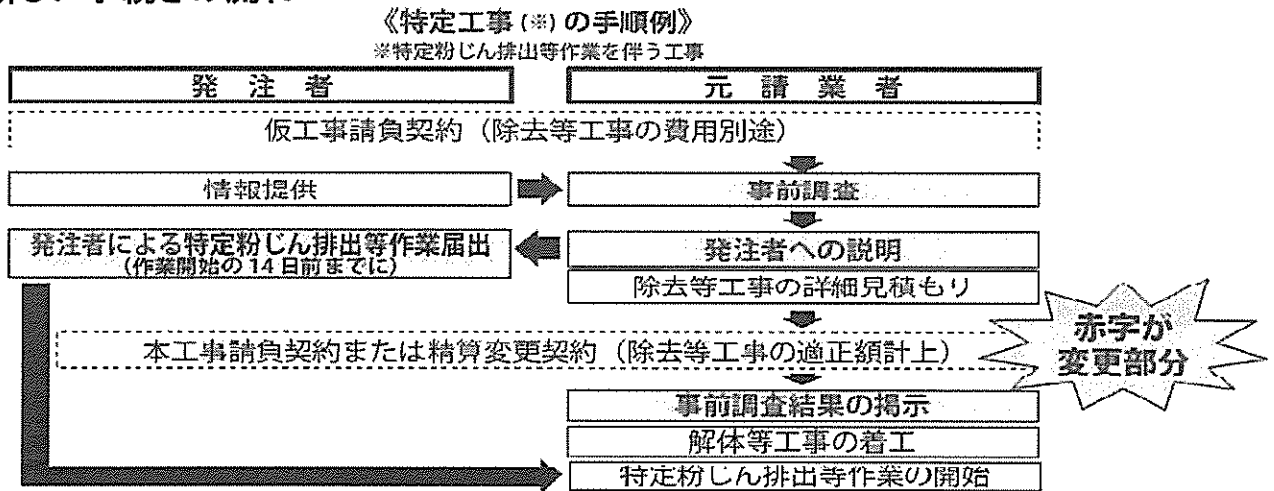 《特定工事(※)の手順例》
※特定粉じん排出等作業を伴う工事
発注者
元請業者
仮工事請負契約（除去等工事の費用別途）
情報提供
事前調査
発注者による特定粉じん排出等作業届出
（作業開始の14日前までに）
発注者への説明
除去等工事の詳細見積もり
本工事請負契約または精算変更契約（除去等工事の適正額計上）
赤字が
変更部分
事前調査結果の掲示
解体等工事の着工
特定粉じん排出等作業の開始